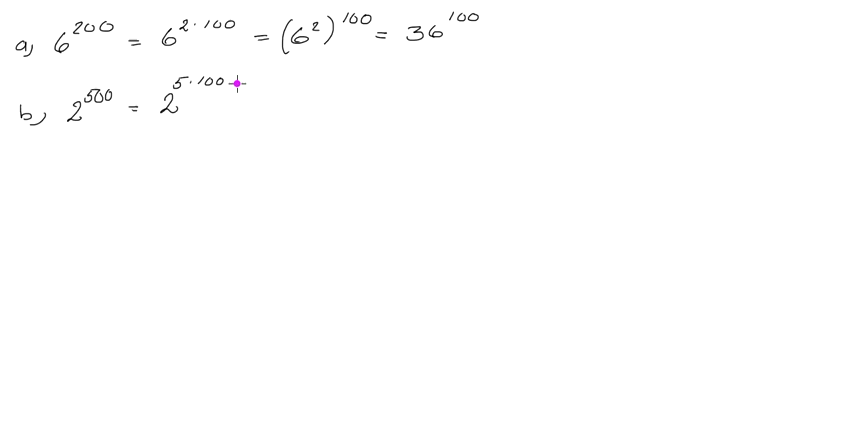 a) 6^200 = 6^2·100 = (6^2)^100 = 36^100
b) 2^500 = 2^5·100